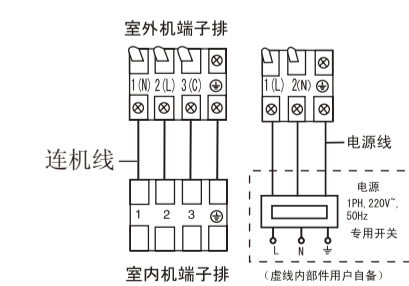 室外机端子排
1(N) 2(L) 3(C)
1(L) 2(N)
连机线
电源线
1 2 3
电源
1PH, 220V~,
50Hz
专用开关
L N
室内机端子排
（虚线内部件用户自备）